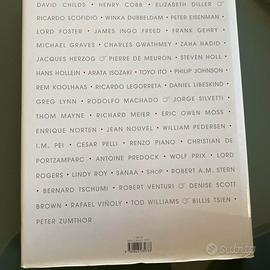 DAVID CHILDS • HENRY COBB • ELIZABETH DILLER &
RICARDO SCOFIDIO • WINKA DUBBELDAM • PETER EISENMAN
LORD FOSTER • JAMES INGO FREED • FRANK GEHRY
MICHAEL GRAVES • CHARLES GWATHMEY • ZAHA HADID
JACQUES HERZOG & PIERRE DE MEURON • STEVEN HOLL
HANS HOLLEIN • ARATA ISOZAKI • TOYO ITO • PHILIP JOHNSON
REM KOOLHAAS • RICARDO LEGORRETA • DANIEL LIBESKIND
GREG LYNN • RODOLFO MACHADO & JORGE SILVETTI
THOM MAYNE • RICHARD MEIER • ERIC OWEN MOSS
ENRIQUE NORTEN • JEAN NOUVEL • WILLIAM PEDERSEN
I.M. PEI • CESAR PELLI • RENZO PIANO • CHRISTIAN DE
PORTZAMPARC • ANTOINE PREDOCK • WOLF PRIX • LORD
ROGERS • LINDY ROY • SANAA • SHOP • ROBERT A.M. STERN
• BERNARD TSCHUMI • ROBERT VENTURI & DENISE SCOTT
BROWN • RAFAEL VIÑOLY • TOD WILLIAMS & BILLIE TSIEN
PETER ZUMTHOR
subito